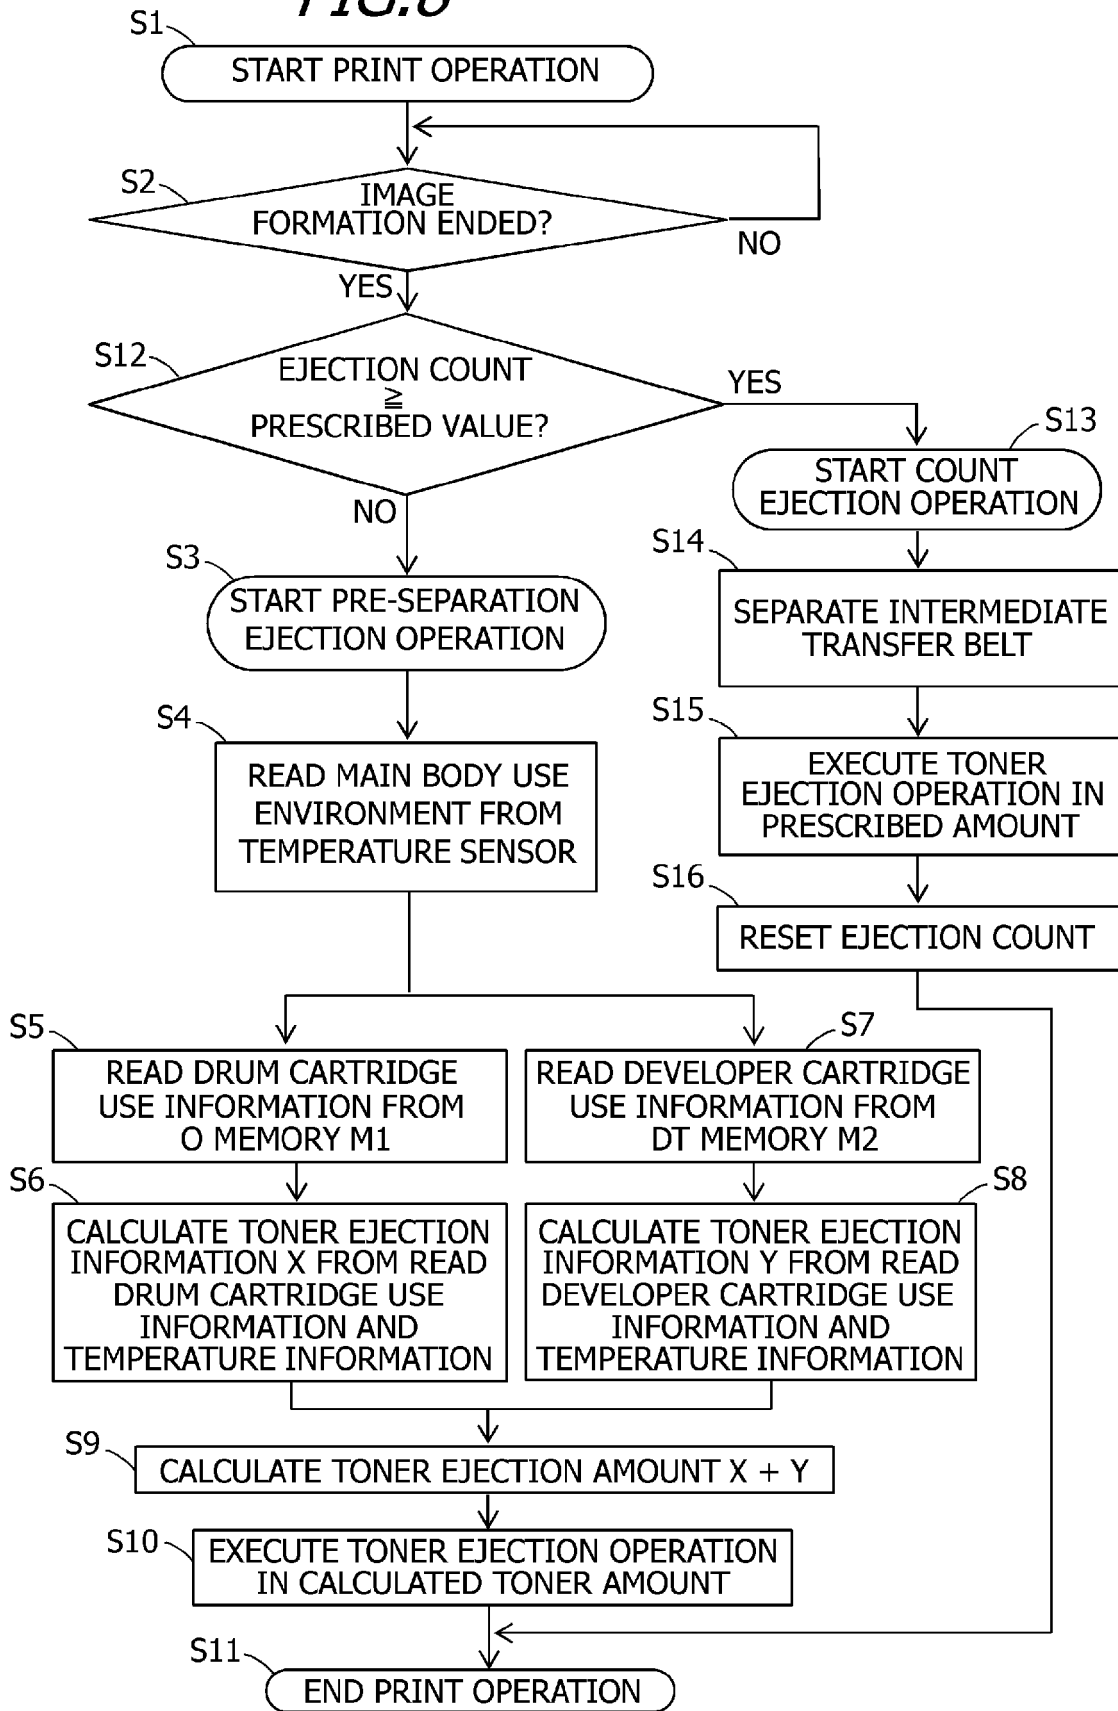 FIG.8
S1
START PRINT OPERATION
S2
IMAGE
FORMATION ENDED?
NO
YES
S12
EJECTION COUNT
≧
PRESCRIBED VALUE?
YES
NO
S13
START COUNT
EJECTION OPERATION
S3
START PRE-SEPARATION
EJECTION OPERATION
S14
SEPARATE INTERMEDIATE
TRANSFER BELT
S4
READ MAIN BODY USE
ENVIRONMENT FROM
TEMPERATURE SENSOR
S15
EXECUTE TONER
EJECTION OPERATION IN
PRESCRIBED AMOUNT
S16
RESET EJECTION COUNT
S5
READ DRUM CARTRIDGE
USE INFORMATION FROM
O MEMORY M1
S7
READ DEVELOPER CARTRIDGE
USE INFORMATION FROM
DT MEMORY M2
S6
CALCULATE TONER EJECTION
INFORMATION X FROM READ
DRUM CARTRIDGE USE
INFORMATION AND
TEMPERATURE INFORMATION
S8
CALCULATE TONER EJECTION
INFORMATION Y FROM READ
DEVELOPER CARTRIDGE USE
INFORMATION AND
TEMPERATURE INFORMATION
S9
CALCULATE TONER EJECTION AMOUNT X + Y
S10
EXECUTE TONER EJECTION OPERATION
IN CALCULATED TONER AMOUNT
S11
END PRINT OPERATION